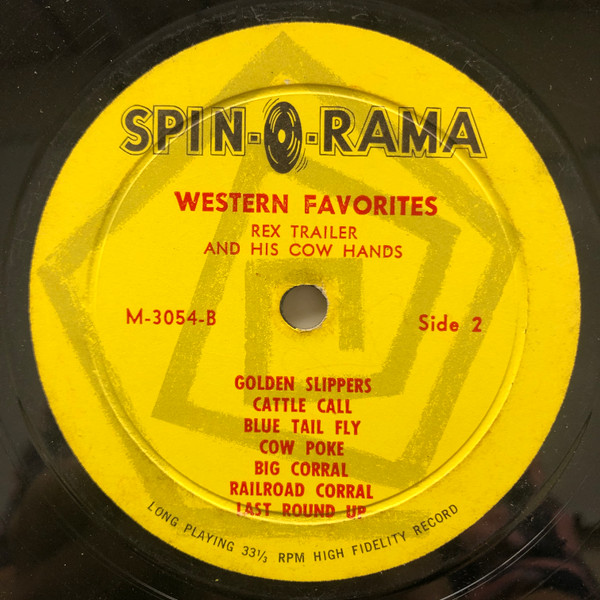 SPIN-O-RAMA
WESTERN FAVORITES
REX TRAILER
AND HIS COW HANDS
M-3054-B
Side 2
GOLDEN SLIPPERS
CATTLE CALL
BLUE TAIL FLY
COW POKE
BIG CORRAL
RAILROAD CORRAL
LAST ROUND UP
LONG PLAYING 33⅓ RPM HIGH FIDELITY RECORD